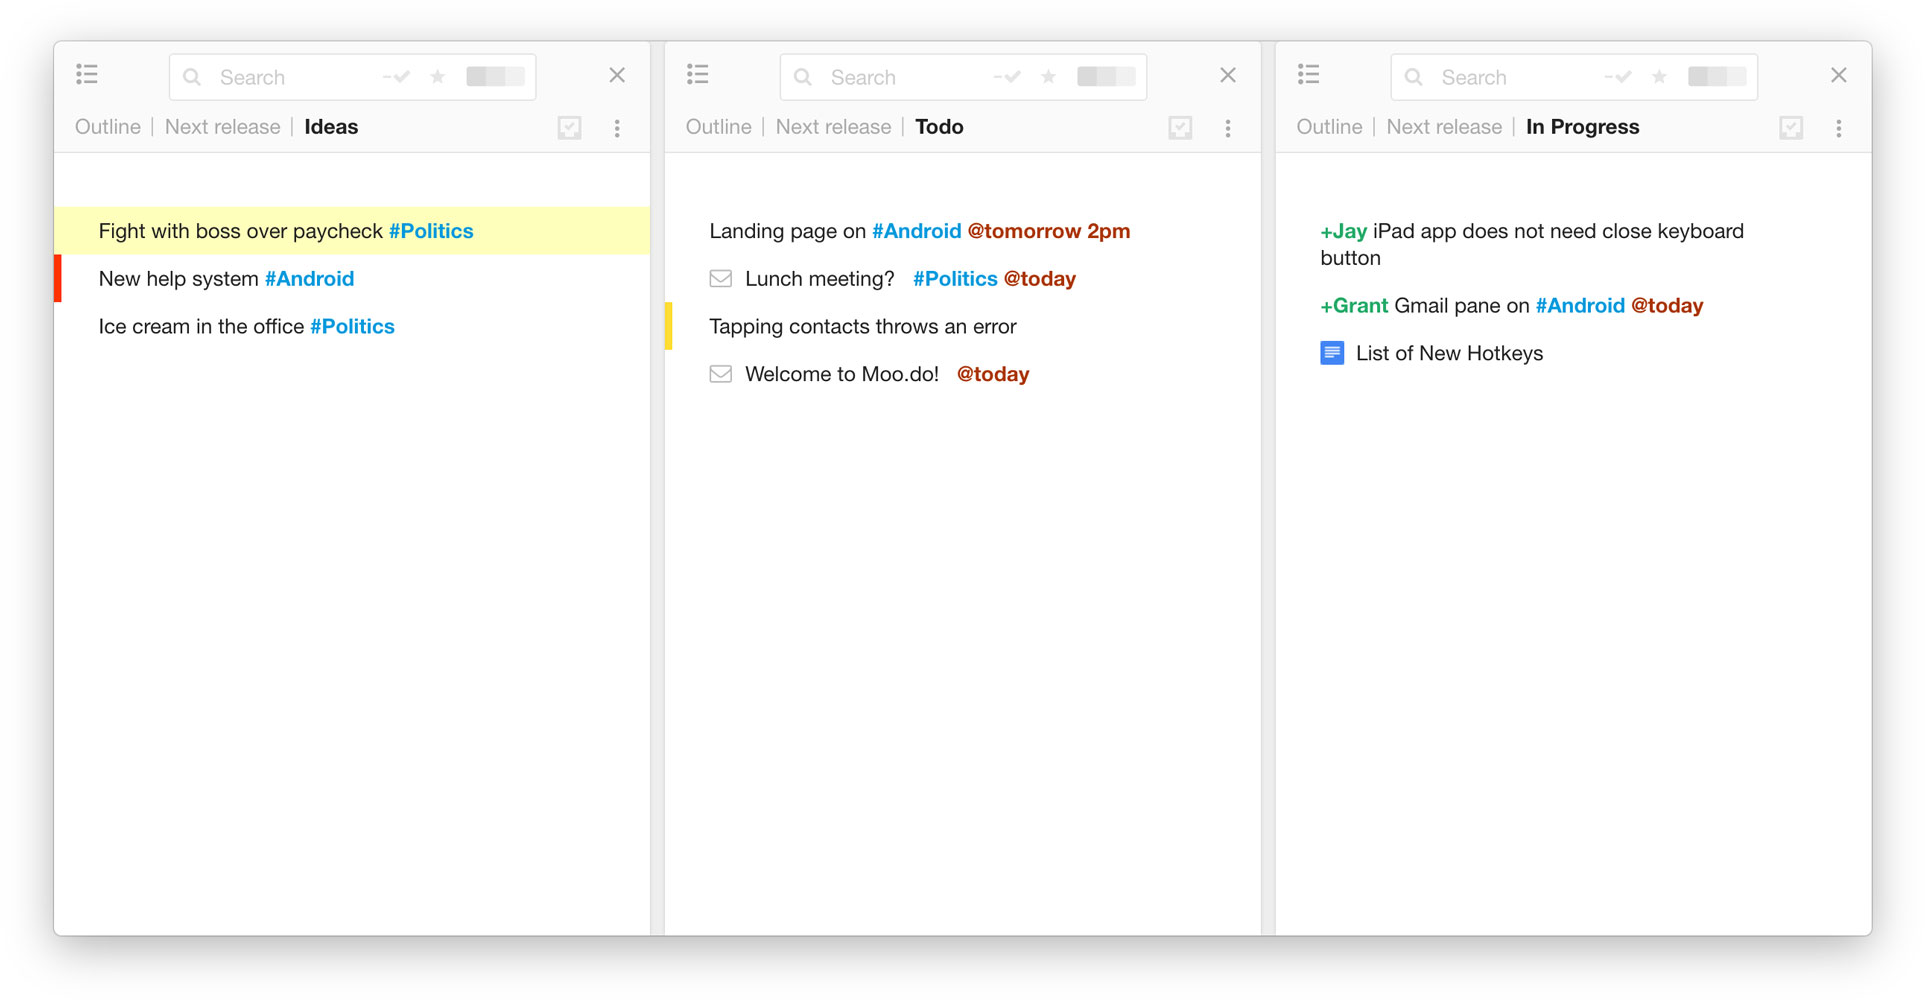 Search
Outline | Next release | Ideas
Fight with boss over paycheck #Politics
New help system #Android
Ice cream in the office #Politics
Search
Outline | Next release | Todo
Landing page on #Android @tomorrow 2pm
Lunch meeting? #Politics @today
Tapping contacts throws an error
Welcome to Moo.do! @today
Search
Outline | Next release | In Progress
+Jay iPad app does not need close keyboard
button
+Grant Gmail pane on #Android @today
List of New Hotkeys